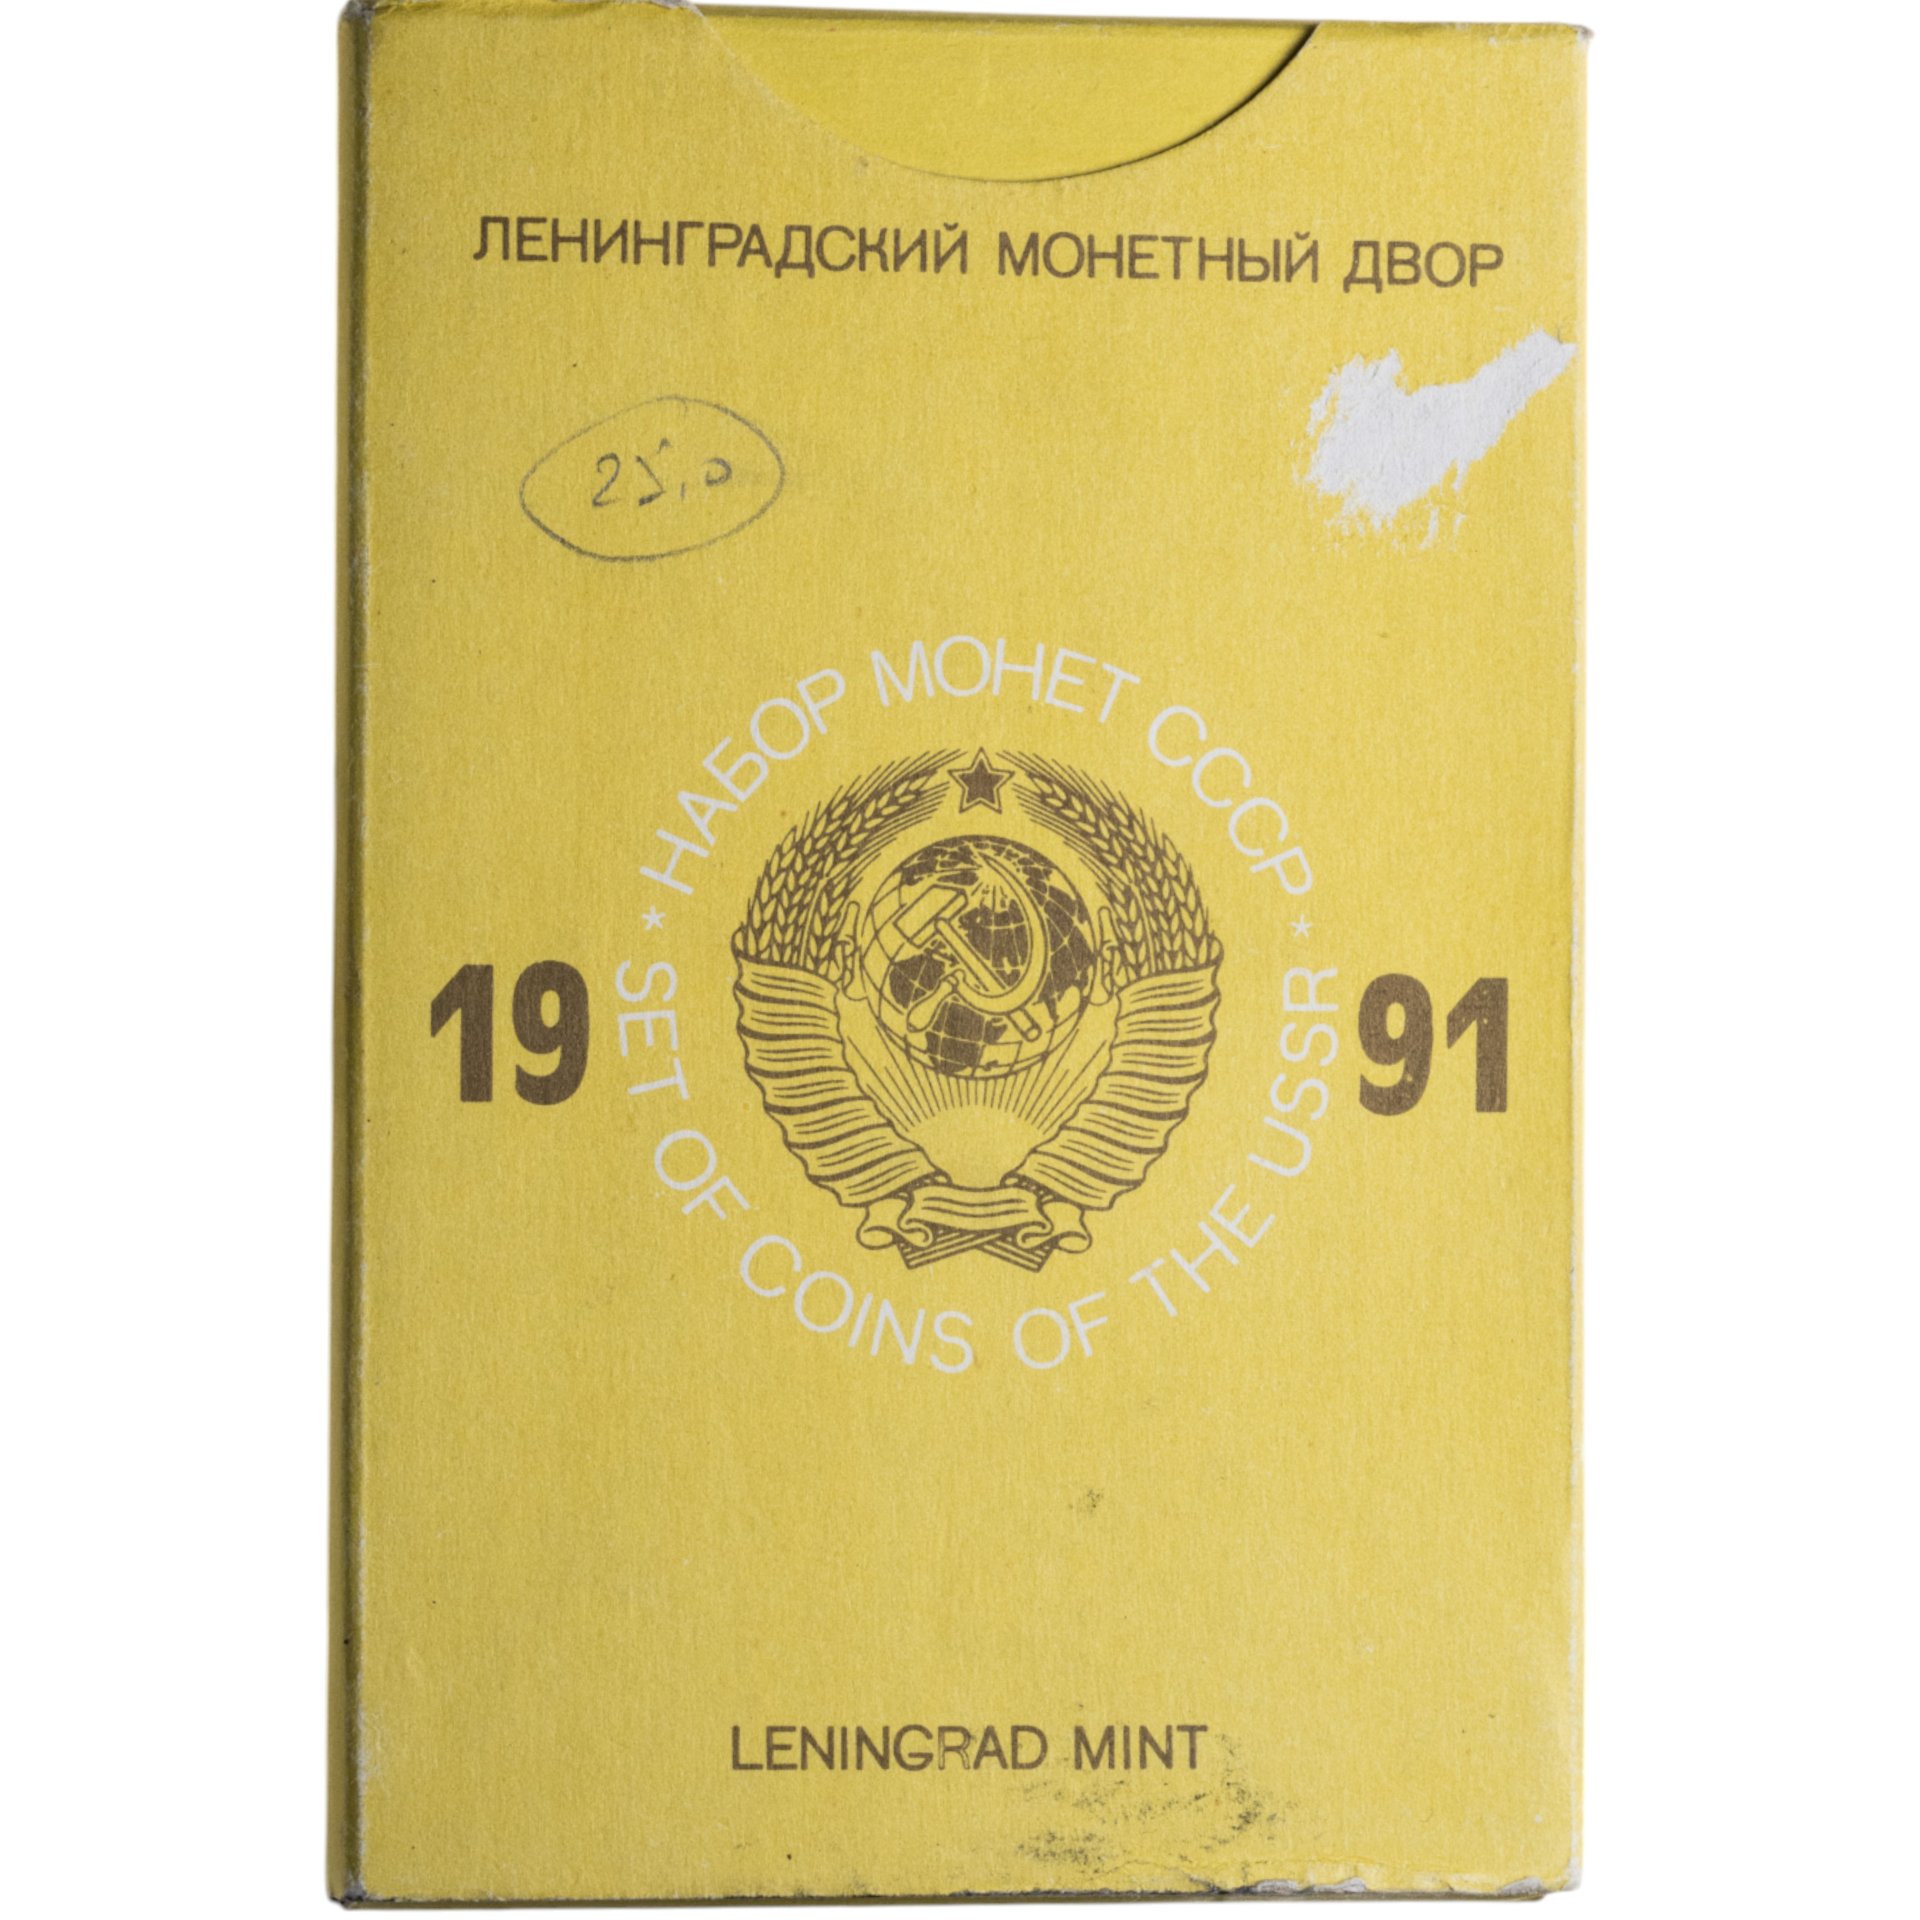 ЛЕНИНГРАДСКИЙ МОНЕТНЫЙ ДВОР
25,0
* НАБОР МОНЕТ СССР *
19 91
SET OF COINS OF THE USSR
LENINGRAD MINT